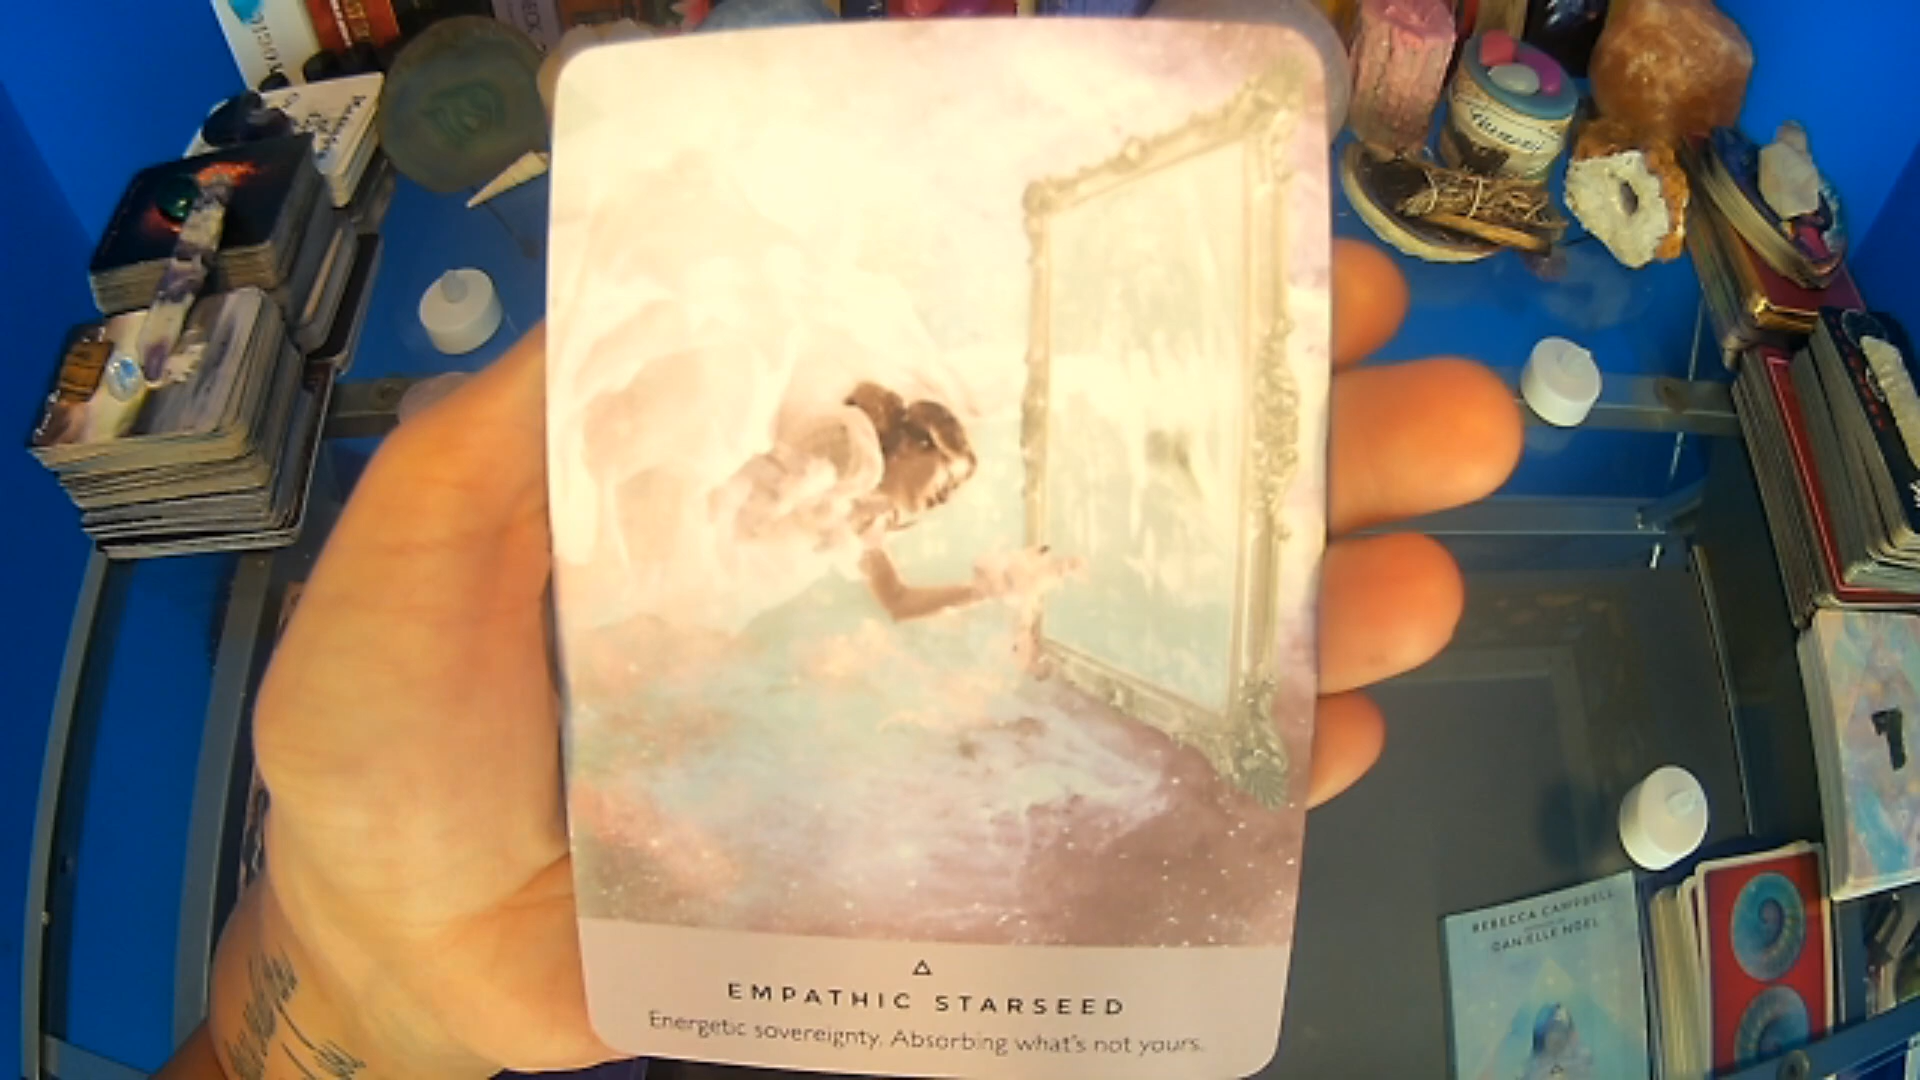 EMPATHIC STARSEED
Energetic sovereignty. Absorbing what's not yours.
REBECCA CAMPBELL
DANIELLE NOEL